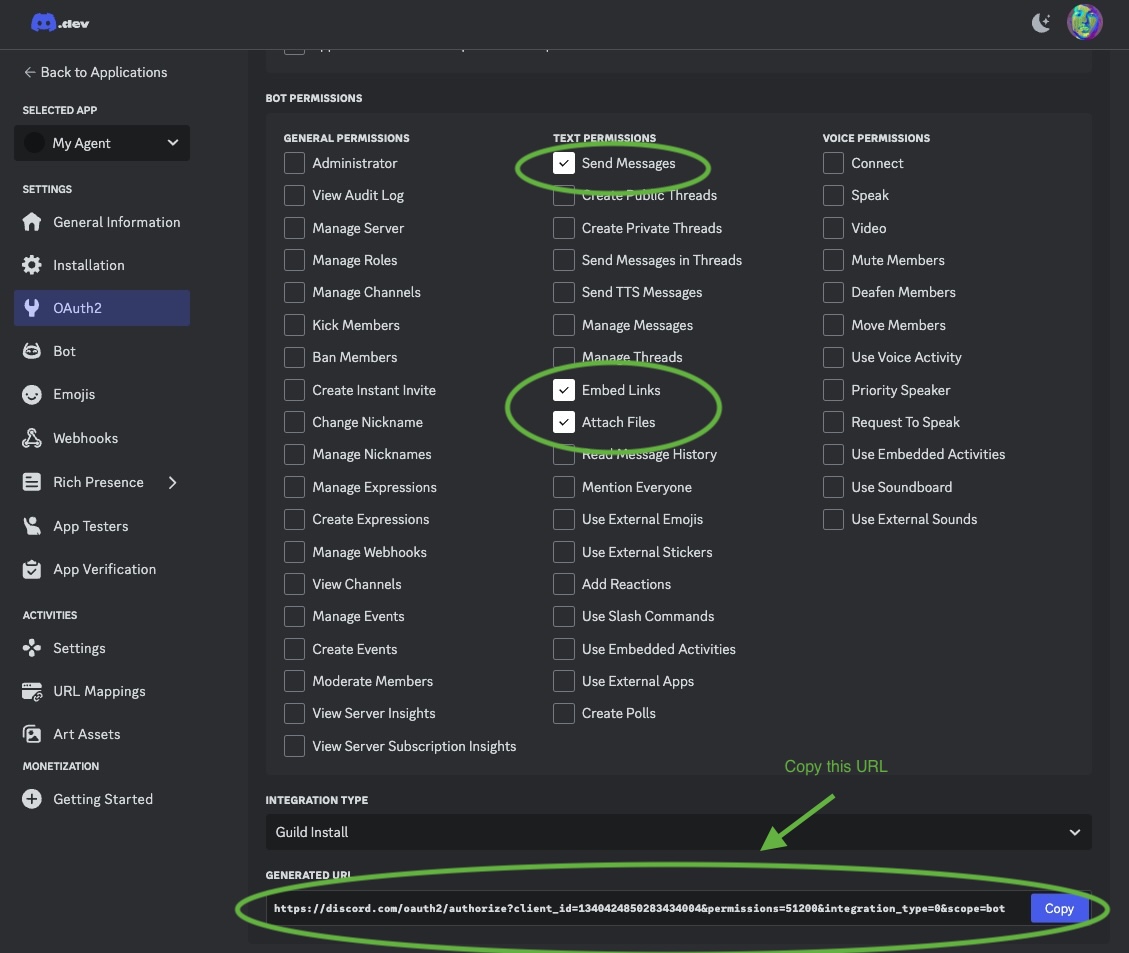 .dev
Back to Applications
SELECTED APP
My Agent
SETTINGS
General Information
Installation
OAuth2
Bot
Emojis
Webhooks
Rich Presence
App Testers
App Verification
ACTIVITIES
Settings
URL Mappings
Art Assets
MONETIZATION
Getting Started
BOT PERMISSIONS
GENERAL PERMISSIONS
Administrator
View Audit Log
Manage Server
Manage Roles
Manage Channels
Kick Members
Ban Members
Create Instant Invite
Change Nickname
Manage Nicknames
Manage Expressions
Create Expressions
Manage Webhooks
View Channels
Manage Events
Create Events
Moderate Members
View Server Insights
View Server Subscription Insights
TEXT PERMISSIONS
Send Messages
Create Public Threads
Create Private Threads
Send Messages in Threads
Send TTS Messages
Manage Messages
Manage Threads
Embed Links
Attach Files
Read Message History
Mention Everyone
Use External Emojis
Use External Stickers
Add Reactions
Use Slash Commands
Use Embedded Activities
Use External Apps
Create Polls
VOICE PERMISSIONS
Connect
Speak
Video
Mute Members
Deafen Members
Move Members
Use Voice Activity
Priority Speaker
Request To Speak
Use Embedded Activities
Use Soundboard
Use External Sounds
Copy this URL
INTEGRATION TYPE
Guild Install
GENERATED URL
https://discord.com/oauth2/authorize?client_id=1340424850283434004&permissions=51200&integration_type=0&scope=bot
Copy